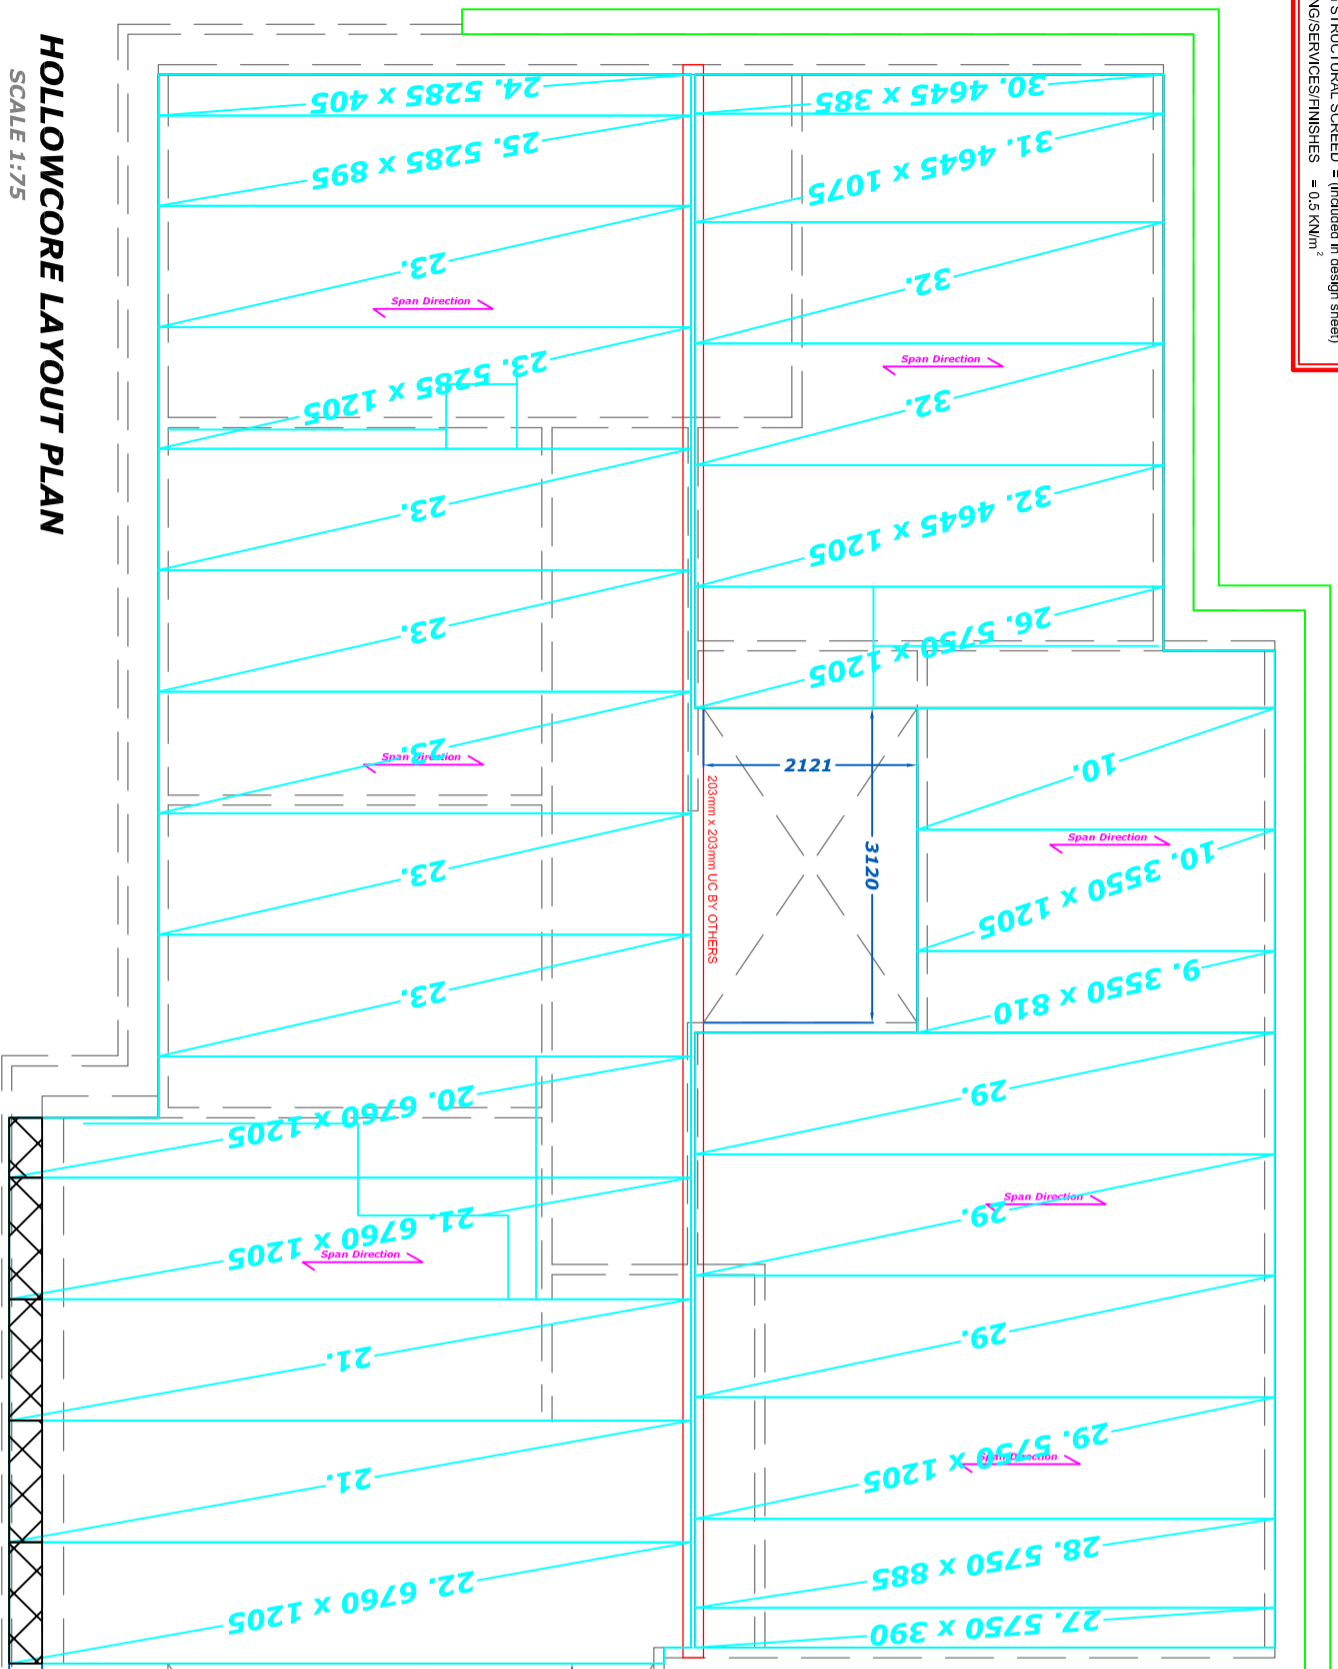 STRUCTURAL SCREED = (included in design sheet)
NG/SERVICES/FINISHES = 0.5 KN/m²
HOLLOWCORE LAYOUT PLAN
SCALE 1:75
24. 5285 x 405
25. 5285 x 895
23.
Span Direction
23. 5285 x 1205
23.
23.
23.
Span Direction
23.
23.
20. 6760 x 1205
21. 6760 x 1205
Span Direction
21.
21.
22. 6760 x 1205
30. 4645 x 385
31. 4645 x 1075
32.
Span Direction
32.
32. 4645 x 1205
26. 5750 x 1205
2121
3120
203mm x 203mm UC BY OTHERS
10.
Span Direction
10. 3550 x 1205
9. 3550 x 810
29.
Span Direction
29.
29.
29. 5750 x 1205
Span Direction
28. 5750 x 885
27. 5750 x 390